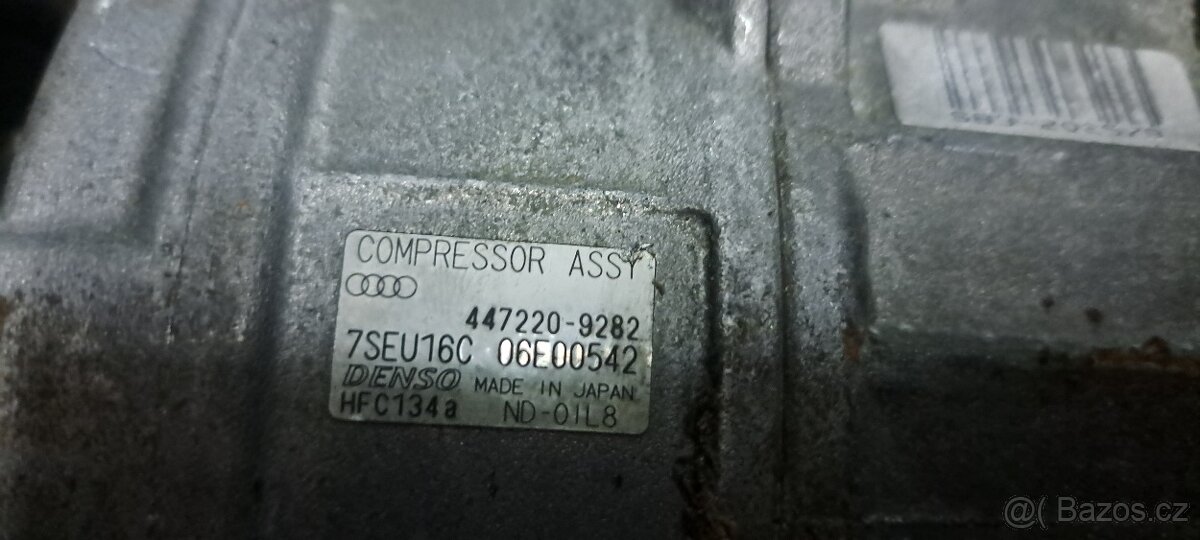 COMPRESSOR ASSY
447220-9282
7SEU16C 06E00542
DENSO MADE IN JAPAN
HFC134a ND-OIL8
@( Bazos.cz